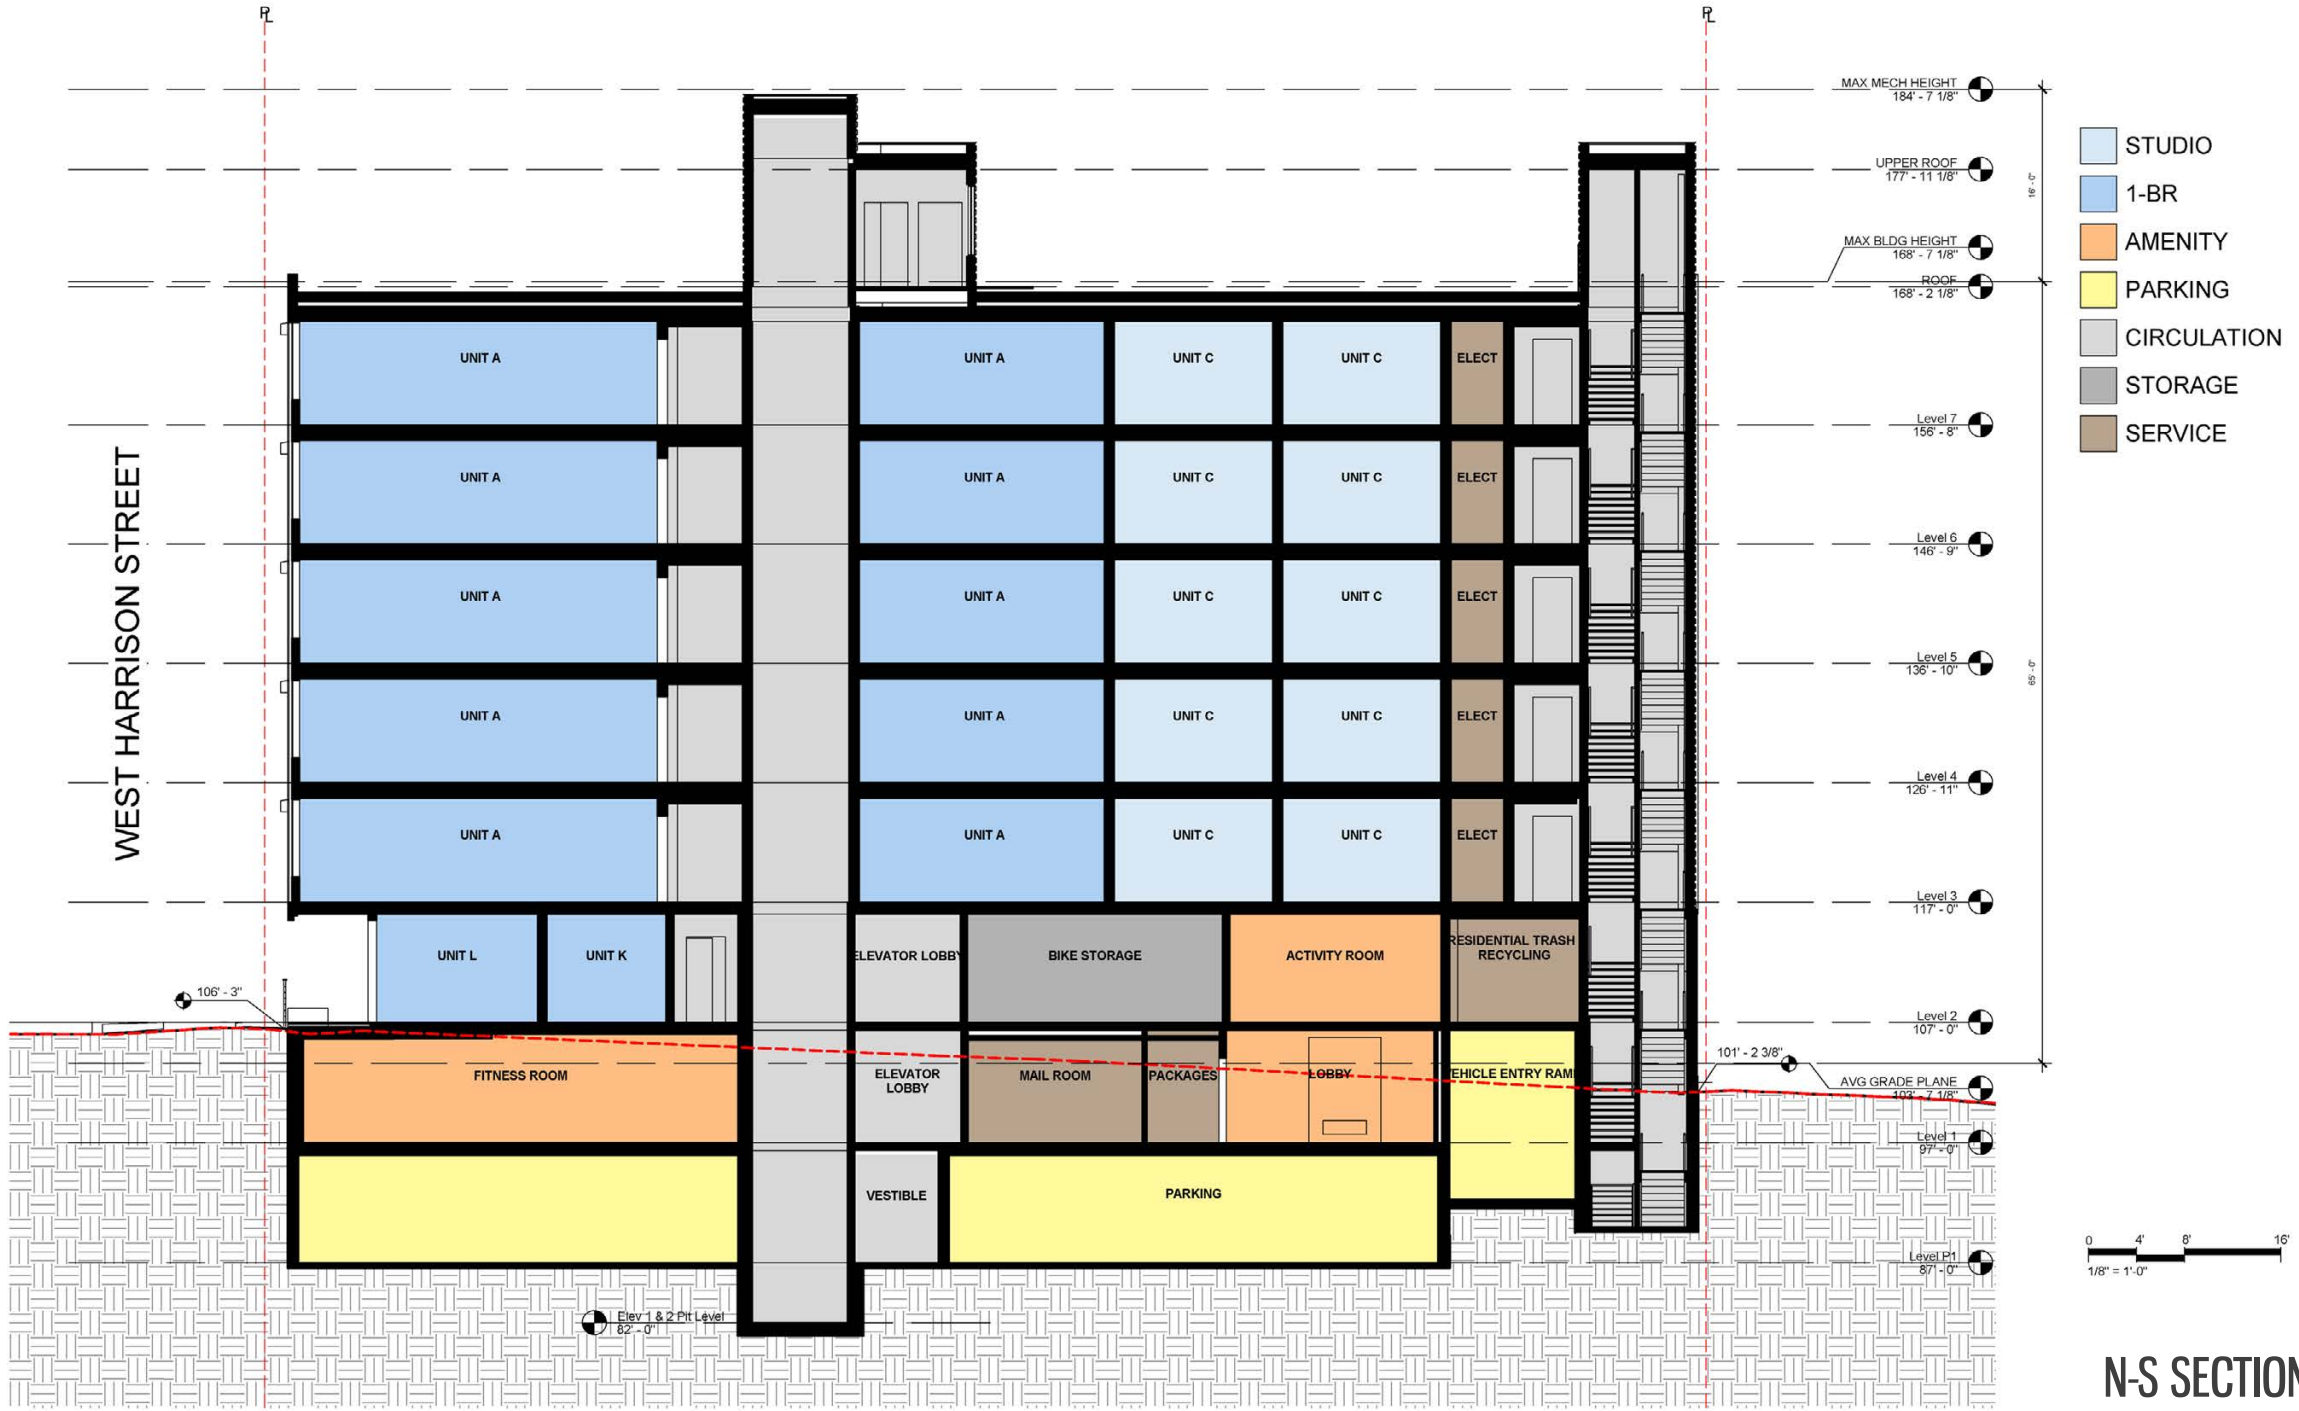 PL
PL
MAX MECH HEIGHT
184' - 7 1/8"
UPPER ROOF
177' - 11 1/8"
16' - 0"
MAX BLDG HEIGHT
168' - 7 1/8"
ROOF
168' - 2 1/8"
STUDIO
1-BR
AMENITY
PARKING
CIRCULATION
STORAGE
SERVICE
WEST HARRISON STREET
UNIT A
UNIT A
UNIT C
UNIT C
ELECT
Level 7
156' - 8"
UNIT A
UNIT A
UNIT C
UNIT C
ELECT
Level 6
146' - 9"
UNIT A
UNIT A
UNIT C
UNIT C
ELECT
Level 5
136' - 10"
65' - 0"
UNIT A
UNIT A
UNIT C
UNIT C
ELECT
Level 4
126' - 11"
UNIT A
UNIT A
UNIT C
UNIT C
ELECT
Level 3
117' - 0"
UNIT L
UNIT K
ELEVATOR LOBBY
BIKE STORAGE
ACTIVITY ROOM
RESIDENTIAL TRASH
RECYCLING
106' - 3"
Level 2
107' - 0"
FITNESS ROOM
ELEVATOR
LOBBY
MAIL ROOM
PACKAGES
LOBBY
VEHICLE ENTRY RAM
101' - 2 3/8"
AVG GRADE PLANE
103' - 7 1/8"
Level 1
97' - 0"
VESTIBLE
PARKING
Level P1
87' - 0"
Elev 1 & 2 Pit Level
82' - 0"
0 4' 8' 16'
1/8" = 1'-0"
N-S SECTION